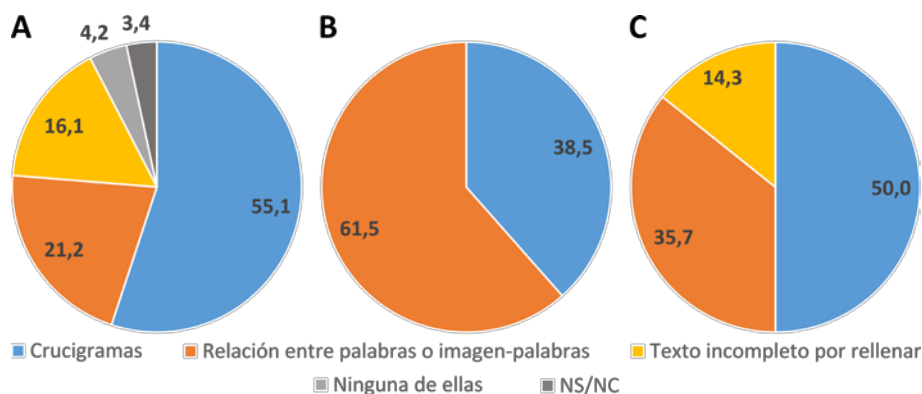 A
B
C
4,2
3,4
16,1
21,2
55,1
38,5
61,5
14,3
35,7
50,0
Crucigramas
Relación entre palabras o imagen-palabras
Texto incompleto por rellenar
Ninguna de ellas
NS/NC